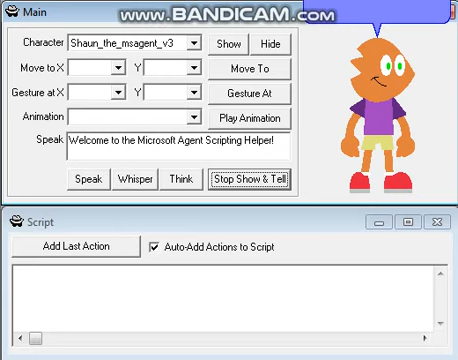 www.BANDICAM.com
Main
Character Shaun_the_msagent_v3 Show Hide
Move to X Y Move To
Gesture at X Y Gesture At
Animation Play Animation
Speak Welcome to the Microsoft Agent Scripting Helper!
Speak Whisper Think Stop Show & Tell
Script
Add Last Action Auto-Add Actions to Script